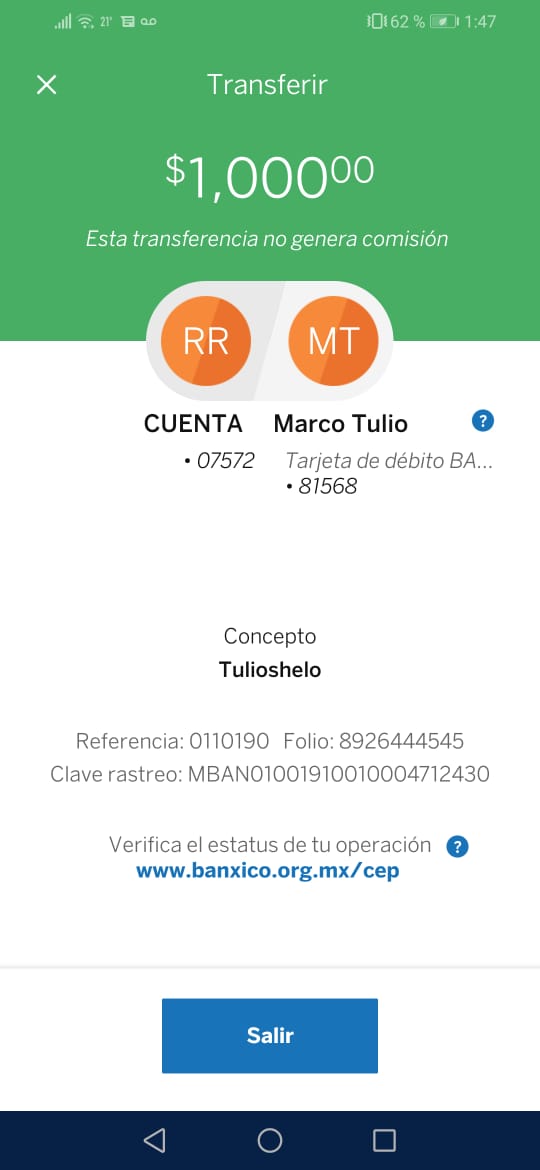 21° 62 % 1:47
Transferir
$1,00000
Esta transferencia no genera comisión
RR MT
CUENTA Marco Tulio ?
• 07572 Tarjeta de débito BA...
• 81568
Concepto
Tulioshelo
Referencia: 0110190 Folio: 8926444545
Clave rastreo: MBAN01001910010004712430
Verifica el estatus de tu operación ?
www.banxico.org.mx/cep
Salir